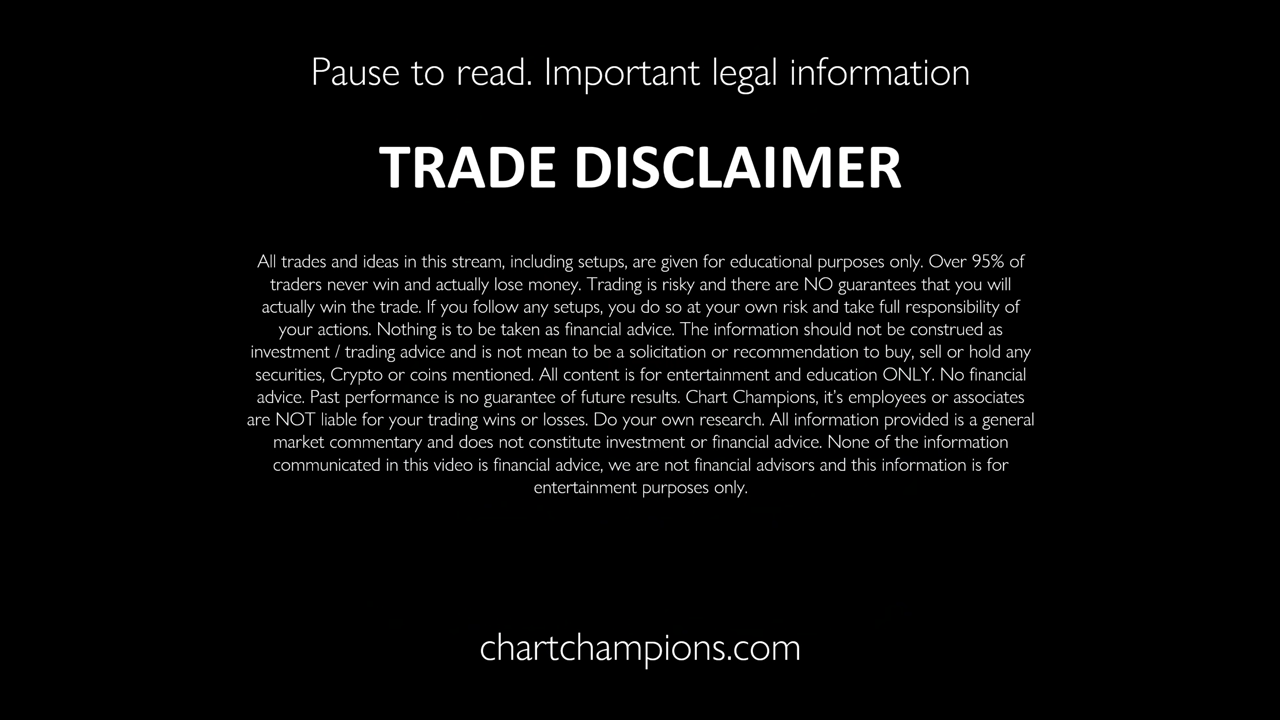 Pause to read. Important legal information
TRADE DISCLAIMER
All trades and ideas in this stream, including setups, are given for educational purposes only. Over 95% of
traders never win and actually lose money. Trading is risky and there are NO guarantees that you will
actually win the trade. If you follow any setups, you do so at your own risk and take full responsibility of
your actions. Nothing is to be taken as financial advice. The information should not be construed as
investment / trading advice and is not mean to be a solicitation or recommendation to buy, sell or hold any
securities, Crypto or coins mentioned. All content is for entertainment and education ONLY. No financial
advice. Past performance is no guarantee of future results. Chart Champions, it's employees or associates
are NOT liable for your trading wins or losses. Do your own research. All information provided is a general
market commentary and does not constitute investment or financial advice. None of the information
communicated in this video is financial advice, we are not financial advisors and this information is for
entertainment purposes only.
chartchampions.com